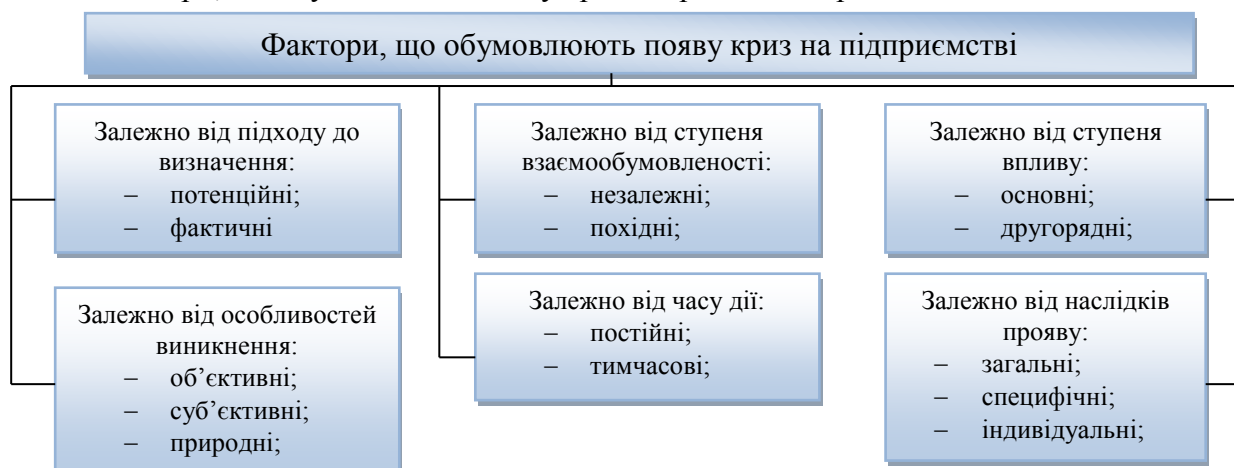 Фактори, що обумовлюють появу криз на підприємстві
Залежно від підходу до
визначення:
– потенційні;
– фактичні
Залежно від ступеня
взаємообумовленості:
– незалежні;
– похідні;
Залежно від ступеня
впливу:
– основні;
– другорядні;
Залежно від особливостей
виникнення:
– об’єктивні;
– суб’єктивні;
– природні;
Залежно від часу дії:
– постійні;
– тимчасові;
Залежно від наслідків
прояву:
– загальні;
– специфічні;
– індивідуальні;